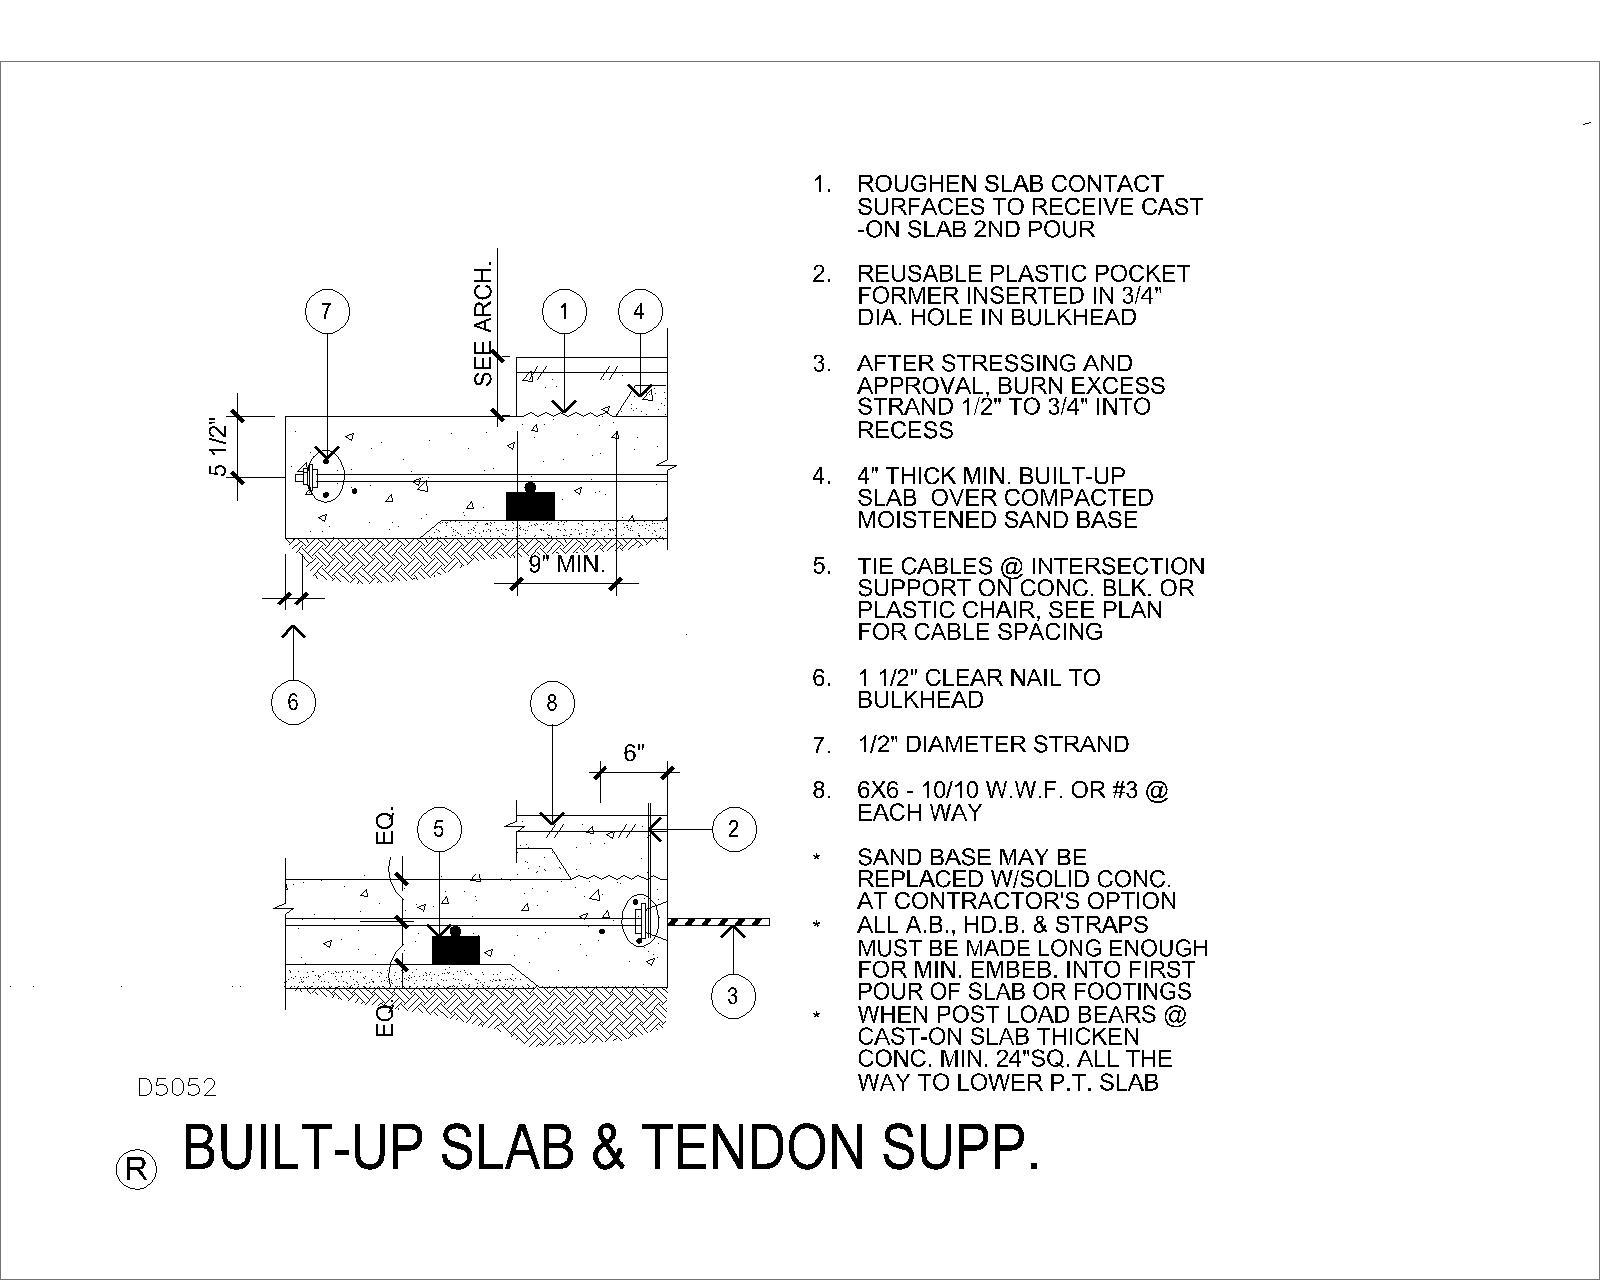 1. ROUGHEN SLAB CONTACT
SURFACES TO RECEIVE CAST
-ON SLAB 2ND POUR
2. REUSABLE PLASTIC POCKET
FORMER INSERTED IN 3/4"
DIA. HOLE IN BULKHEAD
3. AFTER STRESSING AND
APPROVAL, BURN EXCESS
STRAND 1/2" TO 3/4" INTO
RECESS
4. 4" THICK MIN. BUILT-UP
SLAB OVER COMPACTED
MOISTENED SAND BASE
5. TIE CABLES @ INTERSECTION
SUPPORT ON CONC. BLK. OR
PLASTIC CHAIR, SEE PLAN
FOR CABLE SPACING
6. 1 1/2" CLEAR NAIL TO
BULKHEAD
7. 1/2" DIAMETER STRAND
8. 6X6 - 10/10 W.W.F. OR #3 @
EACH WAY
* SAND BASE MAY BE
REPLACED W/SOLID CONC.
AT CONTRACTOR'S OPTION
* ALL A.B., HD.B. & STRAPS
MUST BE MADE LONG ENOUGH
FOR MIN. EMBEB. INTO FIRST
POUR OF SLAB OR FOOTINGS
* WHEN POST LOAD BEARS @
CAST-ON SLAB THICKEN
CONC. MIN. 24"SQ. ALL THE
WAY TO LOWER P.T. SLAB
SEE ARCH.
7
1
4
5 1/2"
9" MIN.
6
8
6"
EQ.
5
2
3
EQ.
D5052
R BUILT-UP SLAB & TENDON SUPP.